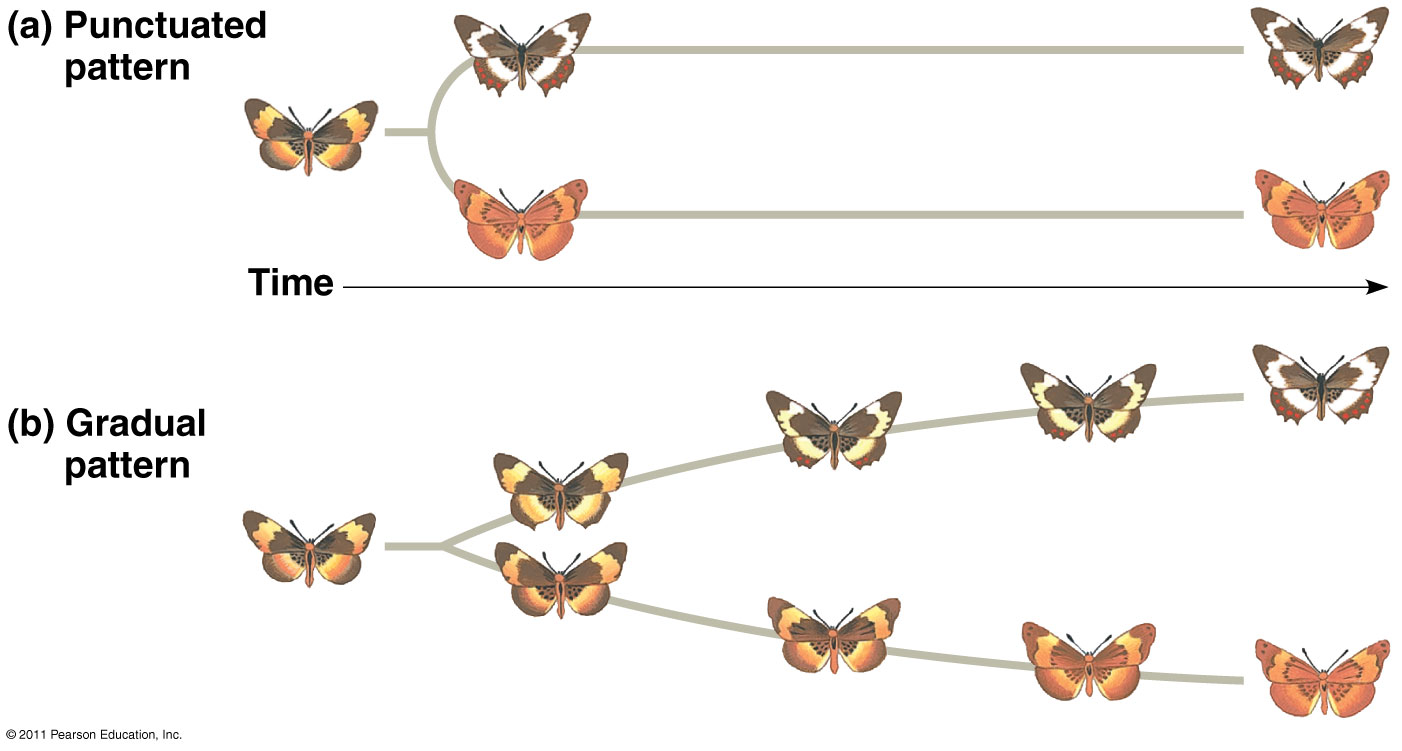 (a) Punctuated
pattern
Time
(b) Gradual
pattern
© 2011 Pearson Education, Inc.